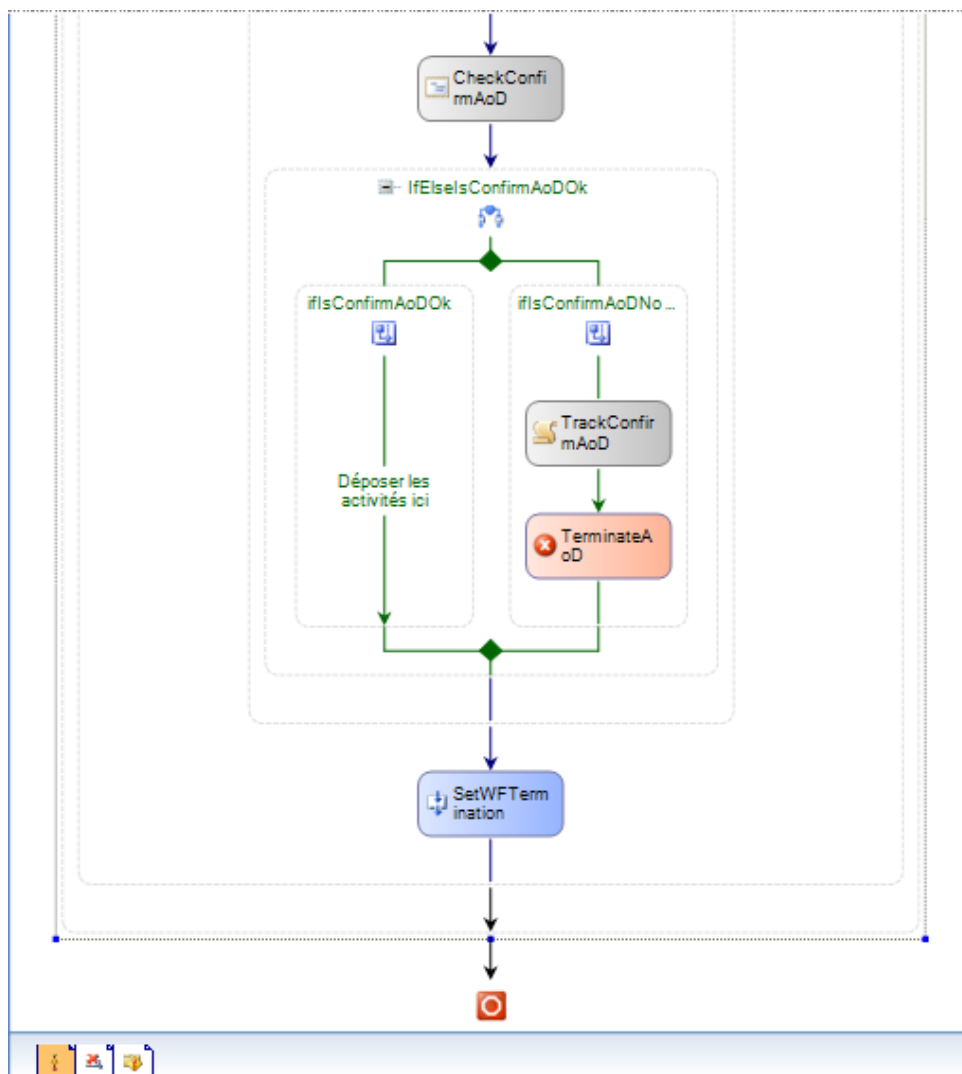 CheckConfi
rmAoD
IfElseIsConfirmAoDOk
ifIsConfirmAoDOk
ifIsConfirmAoDNo ...
TrackConfir
mAoD
Déposer les
activités ici
TerminateA
oD
SetWFTerm
ination